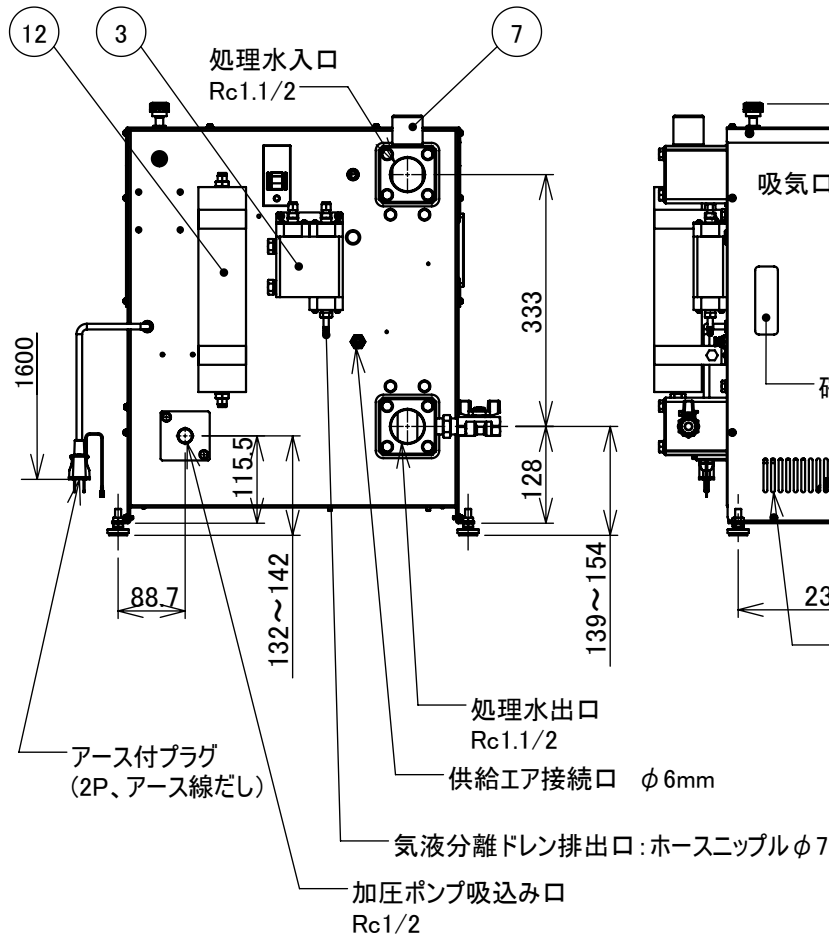 12
3
7
処理水入口
Rc1.1/2
吸気口
333
1600
115.5
128
88.7
132～142
139～154
23
処理水出口
Rc1.1/2
アース付プラグ
(2P、アース線だし)
供給エア接続口 φ6mm
気液分離ドレン排出口：ホースニップルφ7
加圧ポンプ吸込み口
Rc1/2